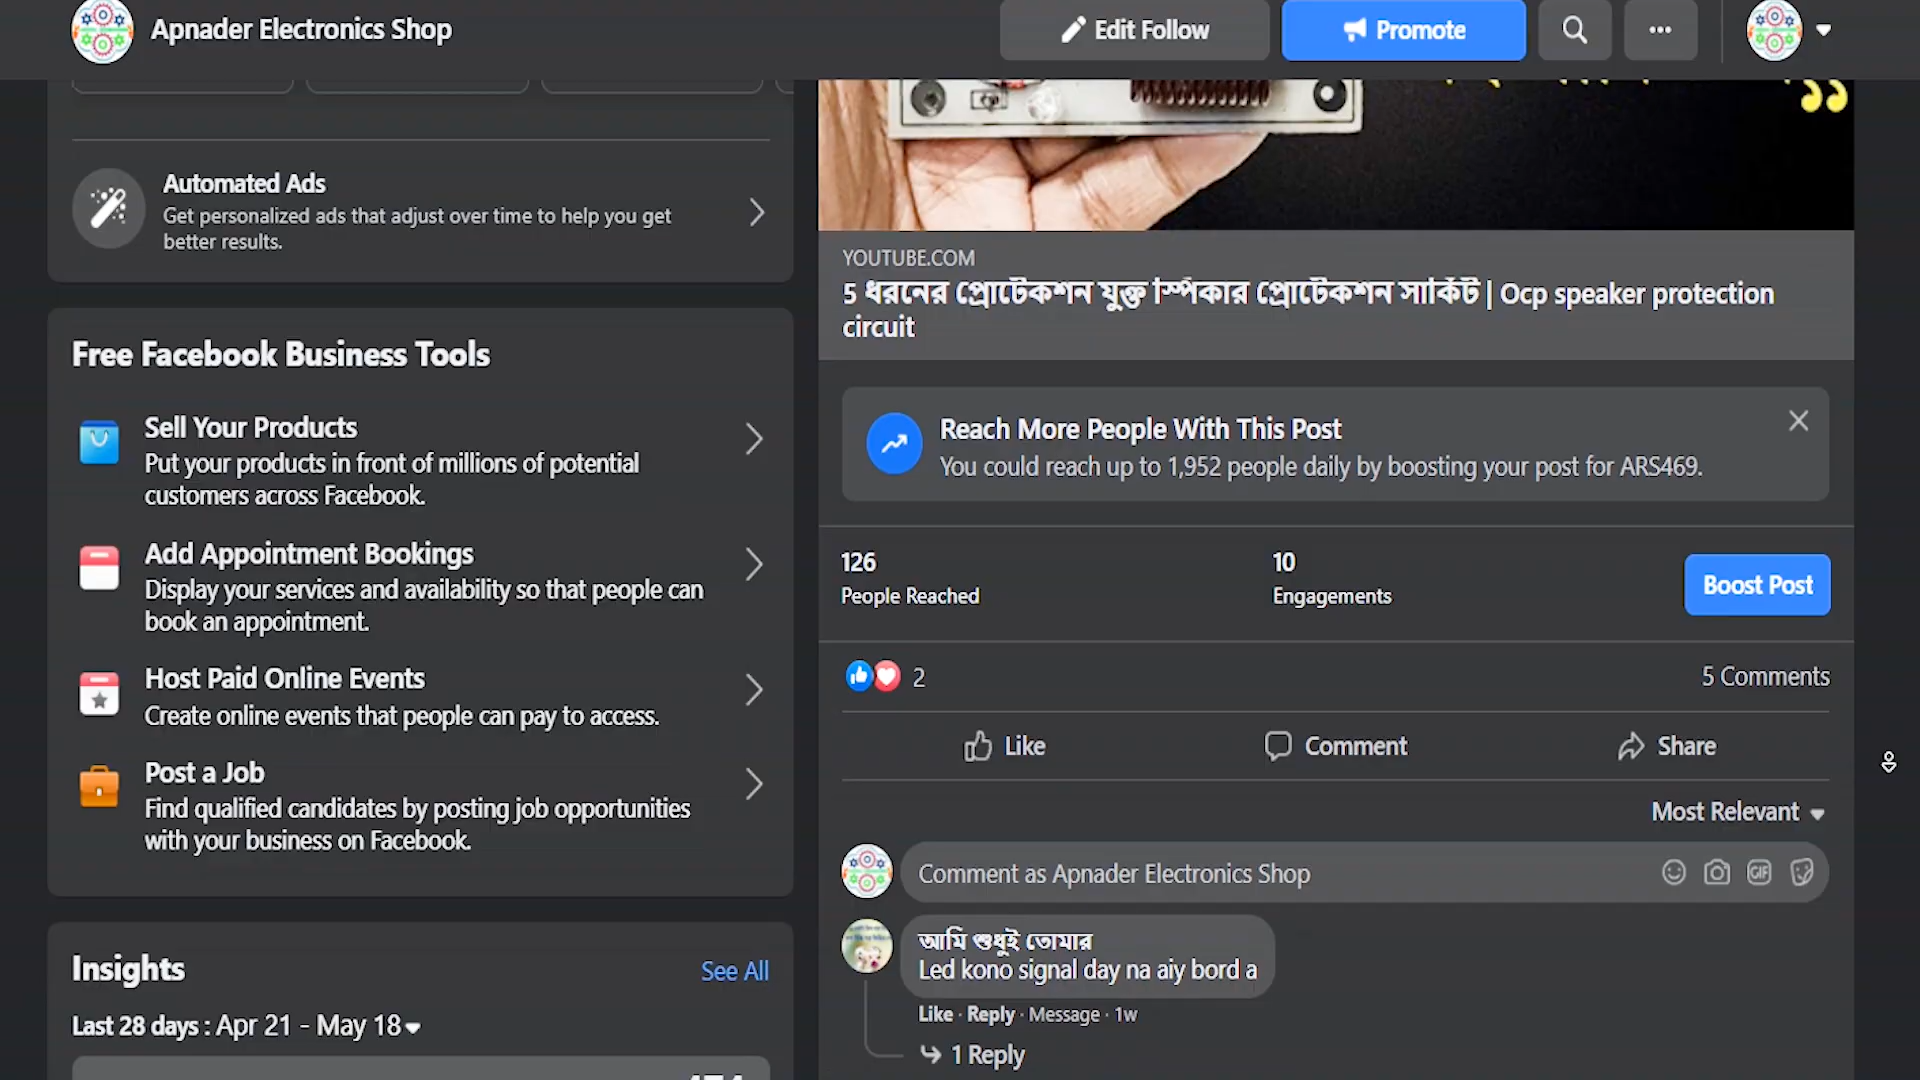 Apnader Electronics Shop
Edit Follow
Promote
Automated Ads
Get personalized ads that adjust over time to help you get
better results.
Free Facebook Business Tools
Sell Your Products
Put your products in front of millions of potential
customers across Facebook.
Add Appointment Bookings
Display your services and availability so that people can
book an appointment.
Host Paid Online Events
Create online events that people can pay to access.
Post a Job
Find qualified candidates by posting job opportunities
with your business on Facebook.
Insights
See All
Last 28 days : Apr 21 - May 18
YOUTUBE.COM
5 ধরনের প্রোটেকশন যুক্ত স্পিকার প্রোটেকশন সার্কিট | Ocp speaker protection
circuit
Reach More People With This Post
You could reach up to 1,952 people daily by boosting your post for ARS469.
126
People Reached
10
Engagements
Boost Post
2
5 Comments
Like
Comment
Share
Most Relevant
Comment as Apnader Electronics Shop
GIF
আমি শুধুই তোমার
Led kono signal day na aiy bord a
Like · Reply · Message · 1w
1 Reply